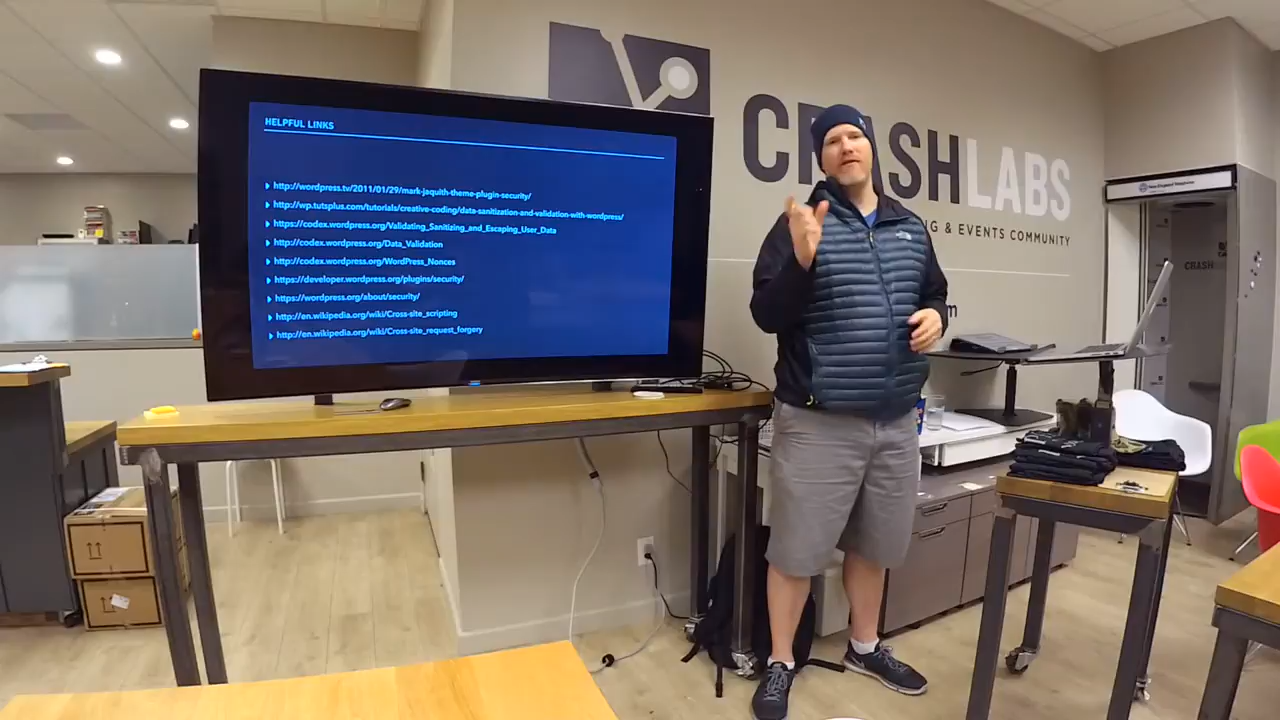 HELPFUL LINKS
http://wordpress.tv/2011/01/29/mark-jaquith-theme-plugin-security/
http://wp.tutsplus.com/tutorials/creative-coding/data-sanitization-and-validation-with-wordpress/
https://codex.wordpress.org/Validating_Sanitizing_and_Escaping_User_Data
http://codex.wordpress.org/Data_Validation
http://codex.wordpress.org/WordPress_Nonces
https://developer.wordpress.org/plugins/security/
https://wordpress.org/about/security/
http://en.wikipedia.org/wiki/Cross-site_scripting
http://en.wikipedia.org/wiki/Cross-site_request_forgery
CRASHLABS
G & EVENTS COMMUNITY
CRASH